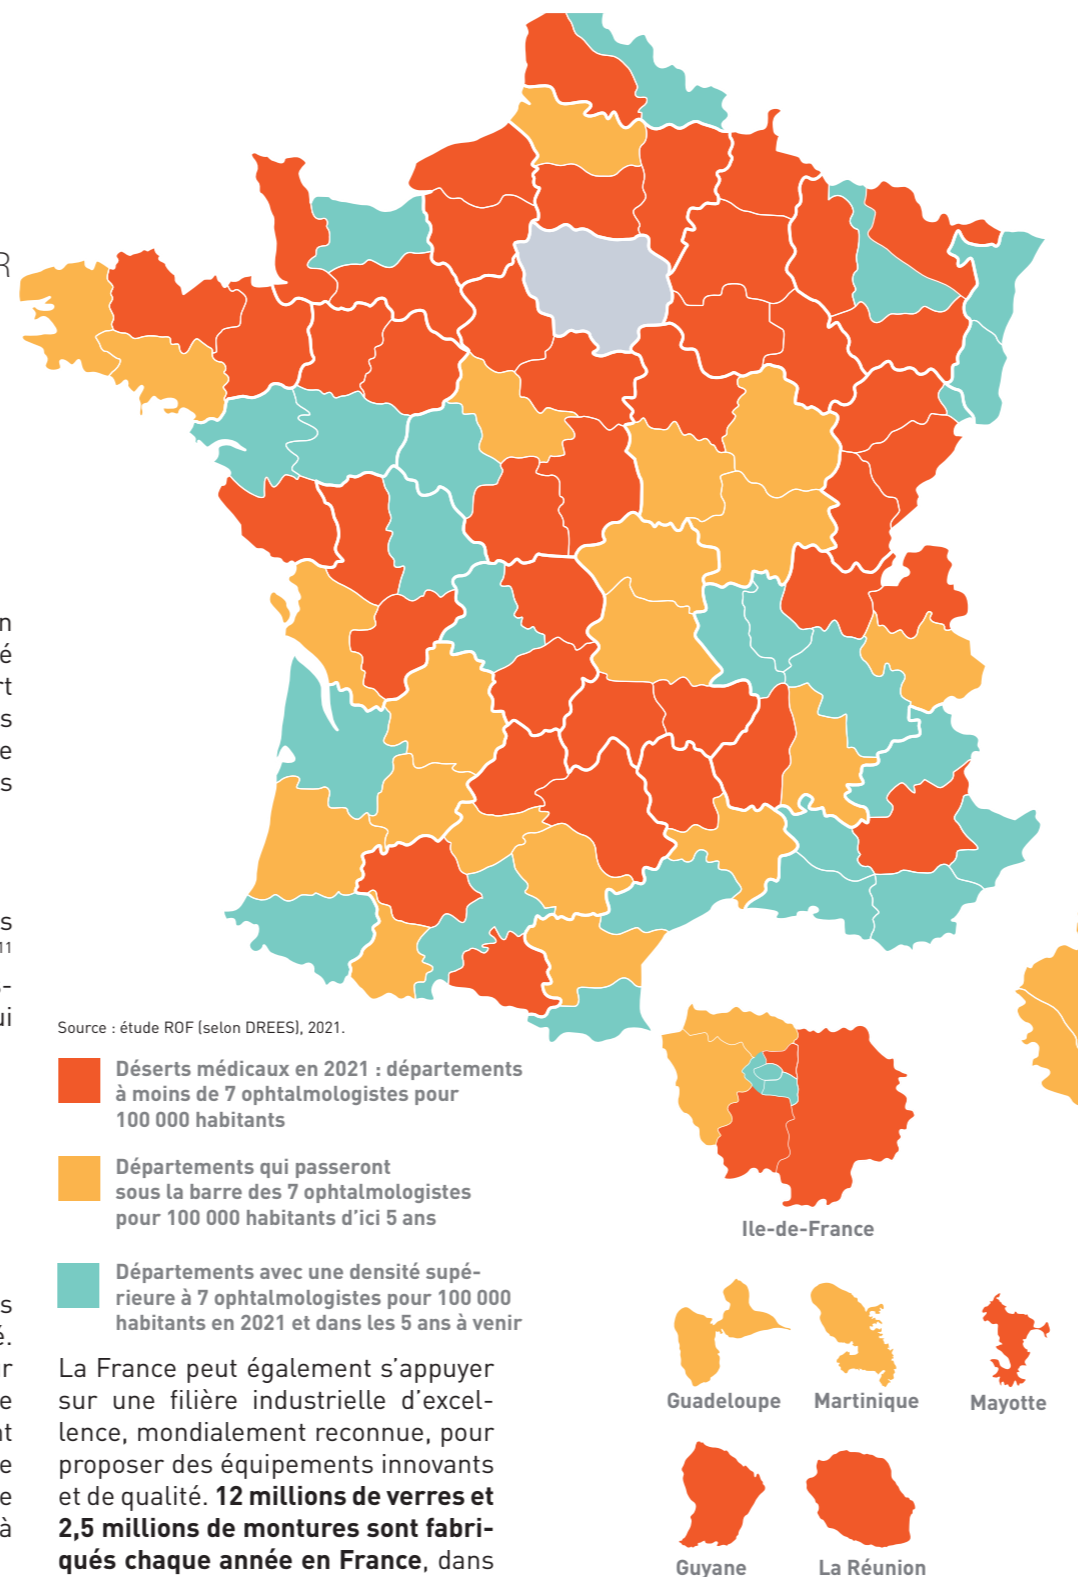 R
n
é
rt
s
e
s
s
11
-
ui
s
é.
r
e
nt
e
e
à
Source : étude ROF (selon DREES), 2021.
Déserts médicaux en 2021 : départements
à moins de 7 ophtalmologistes pour
100 000 habitants
Départements qui passeront
sous la barre des 7 ophtalmologistes
pour 100 000 habitants d’ici 5 ans
Départements avec une densité supé-
rieure à 7 ophtalmologistes pour 100 000
habitants en 2021 et dans les 5 ans à venir
La France peut également s’appuyer
sur une filière industrielle d’excel-
lence, mondialement reconnue, pour
proposer des équipements innovants
et de qualité. 12 millions de verres et
2,5 millions de montures sont fabri-
qués chaque année en France, dans
Ile-de-France
Guadeloupe
Martinique
Mayotte
Guyane
La Réunion